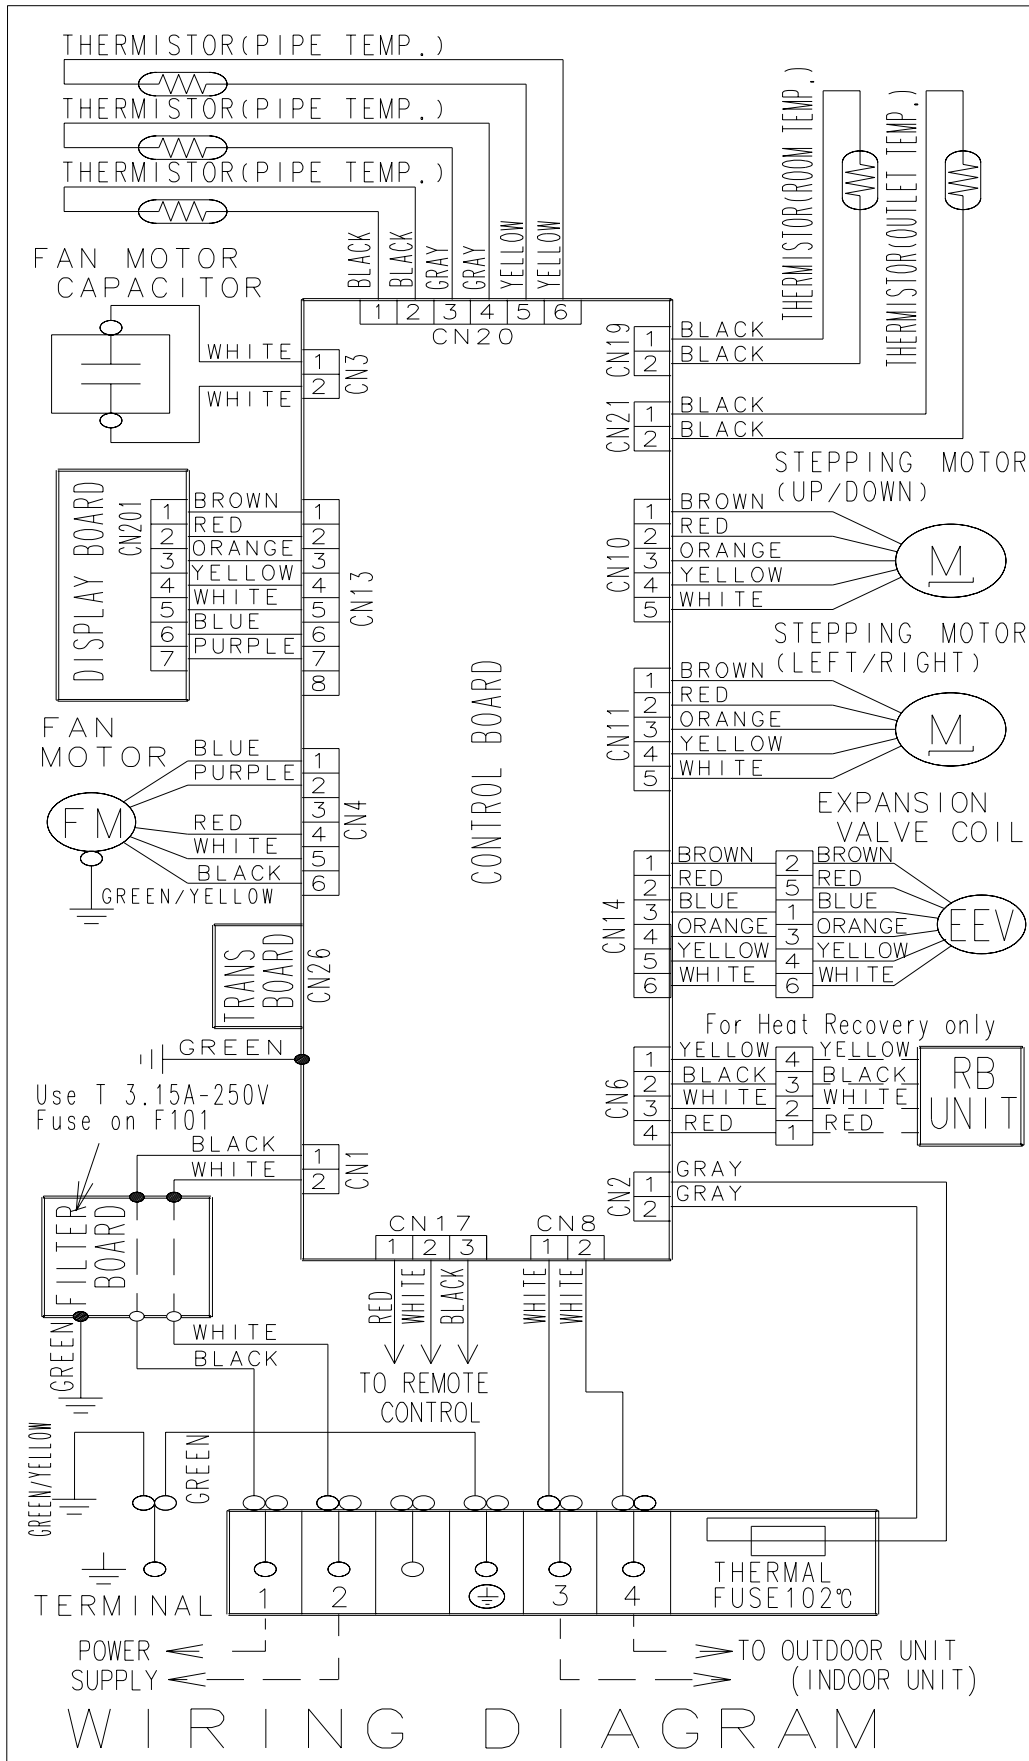 THERMISTOR(PIPE TEMP.)
THERMISTOR(PIPE TEMP.)
THERMISTOR(PIPE TEMP.)
BLACK
BLACK
GRAY
GRAY
YELLOW
YELLOW
1 2 3 4 5 6
CN20
THERMISTOR(ROOM TEMP.)
THERMISTOR(OUTLET TEMP.)
FAN MOTOR
CAPACITOR
WHITE
WHITE
1
2
CN3
CN19
1 BLACK
2 BLACK
CN21
1 BLACK
2 BLACK
DISPLAY BOARD
CN201
1 BROWN 1
2 RED 2
3 ORANGE 3
4 YELLOW 4
5 WHITE 5
6 BLUE 6
7 PURPLE 7
8
CN13
STEPPING MOTOR
(UP/DOWN)
CN10
1 BROWN
2 RED
3 ORANGE
4 YELLOW
5 WHITE
M
STEPPING MOTOR
(LEFT/RIGHT)
CN11
1 BROWN
2 RED
3 ORANGE
4 YELLOW
5 WHITE
M
CONTROL BOARD
FAN
MOTOR
FM
BLUE 1
PURPLE 2
3
RED 4
WHITE 5
BLACK 6
GREEN/YELLOW
CN4
EXPANSION
VALVE COIL
CN14
1 BROWN 2 BROWN
2 RED 5 RED
3 BLUE 1 BLUE
4 ORANGE 3 ORANGE
5 YELLOW 4 YELLOW
6 WHITE 6 WHITE
EEV
TRANS
BOARD
CN26
GREEN
For Heat Recovery only
CN6
1 YELLOW 4 YELLOW
2 BLACK 3 BLACK
3 WHITE 2 WHITE
4 RED 1 RED
RB
UNIT
Use T 3.15A-250V
Fuse on F101
BLACK 1
WHITE 2
CN1
CN2
1 GRAY
2 GRAY
FILTER
BOARD
GREEN
WHITE
BLACK
CN17
1 2 3
RED
WHITE
BLACK
TO REMOTE
CONTROL
CN8
1 2
WHITE
WHITE
GREEN/YELLOW
GREEN
TERMINAL
1 2 3 4
THERMAL
FUSE102℃
POWER
SUPPLY
TO OUTDOOR UNIT
(INDOOR UNIT)
WIRING DIAGRAM